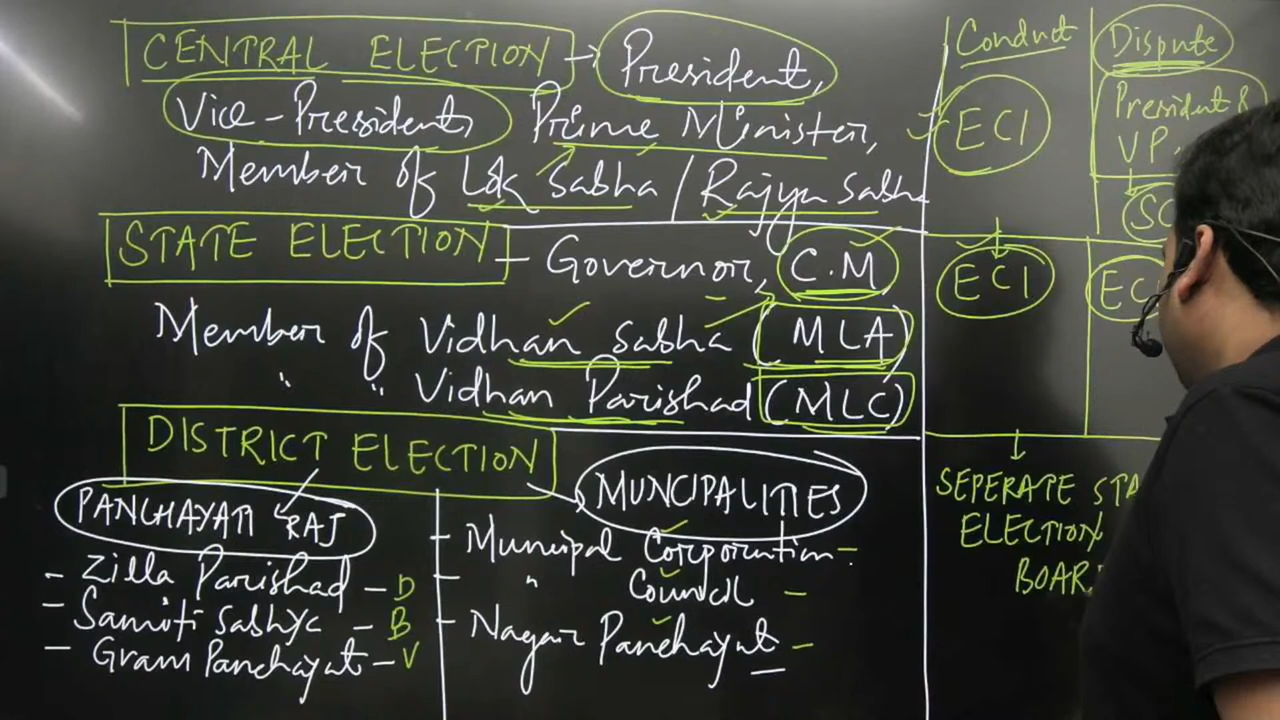 CENTRAL ELECTION → President,
Vice-President, Prime Minister,
Member of Lok Sabha / Rajya Sabha
STATE ELECTION - Governor, C.M
Member of Vidhan Sabha (MLA)
" " Vidhan Parishad (MLC)
DISTRICT ELECTION
PANCHAYATI RAJ
- Zilla Parishad - D
- Samiti Sabhya - B
- Gram Panchayat - V
MUNCIPALITIES
- Municipal Corporation -
- " Council -
- Nagar Panchayat -
Conduct
ECI
ECI
SEPERATE
ELECTION
Dispute
President &
VP,